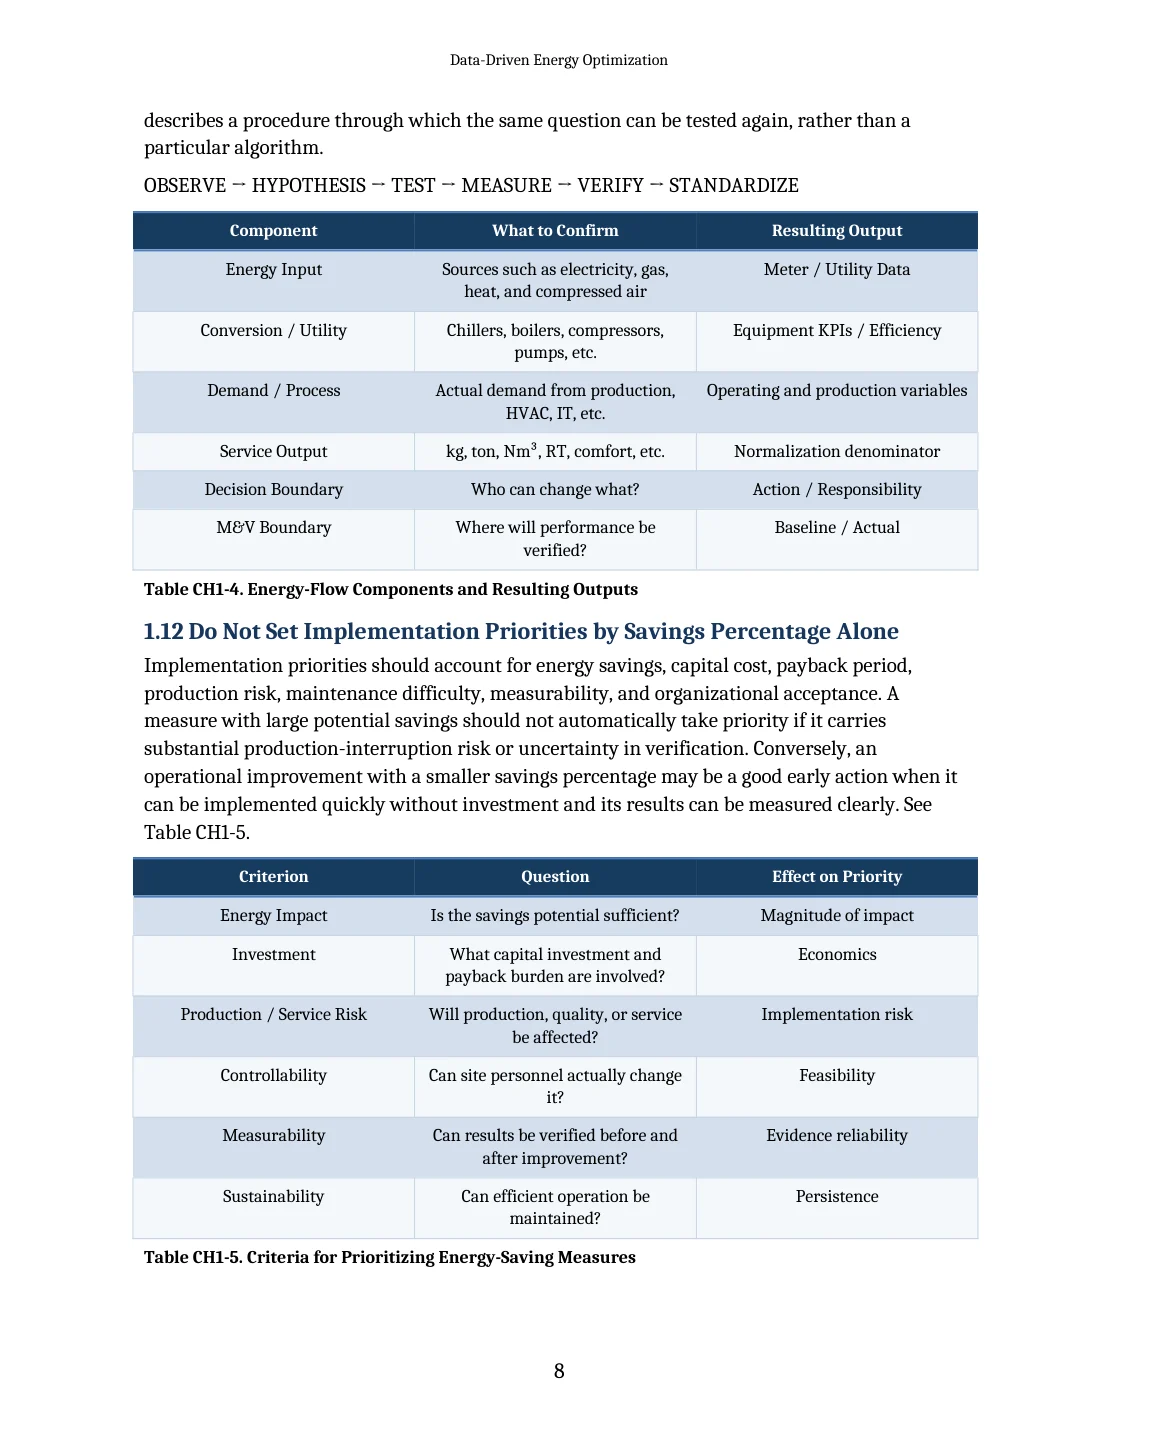 Data-Driven Energy Optimization
describes a procedure through which the same question can be tested again, rather than a
particular algorithm.
OBSERVE → HYPOTHESIS → TEST → MEASURE → VERIFY → STANDARDIZE
Component What to Confirm Resulting Output
Energy Input Sources such as electricity, gas, Meter / Utility Data
heat, and compressed air
Conversion / Utility Chillers, boilers, compressors, Equipment KPIs / Efficiency
pumps, etc.
Demand / Process Actual demand from production, Operating and production variables
HVAC, IT, etc.
Service Output kg, ton, Nm³, RT, comfort, etc. Normalization denominator
Decision Boundary Who can change what? Action / Responsibility
M&V Boundary Where will performance be Baseline / Actual
verified?
Table CH1-4. Energy-Flow Components and Resulting Outputs
1.12 Do Not Set Implementation Priorities by Savings Percentage Alone
Implementation priorities should account for energy savings, capital cost, payback period,
production risk, maintenance difficulty, measurability, and organizational acceptance. A
measure with large potential savings should not automatically take priority if it carries
substantial production-interruption risk or uncertainty in verification. Conversely, an
operational improvement with a smaller savings percentage may be a good early action when it
can be implemented quickly without investment and its results can be measured clearly. See
Table CH1-5.
Criterion Question Effect on Priority
Energy Impact Is the savings potential sufficient? Magnitude of impact
Investment What capital investment and Economics
payback burden are involved?
Production / Service Risk Will production, quality, or service Implementation risk
be affected?
Controllability Can site personnel actually change Feasibility
it?
Measurability Can results be verified before and Evidence reliability
after improvement?
Sustainability Can efficient operation be Persistence
maintained?
Table CH1-5. Criteria for Prioritizing Energy-Saving Measures
8